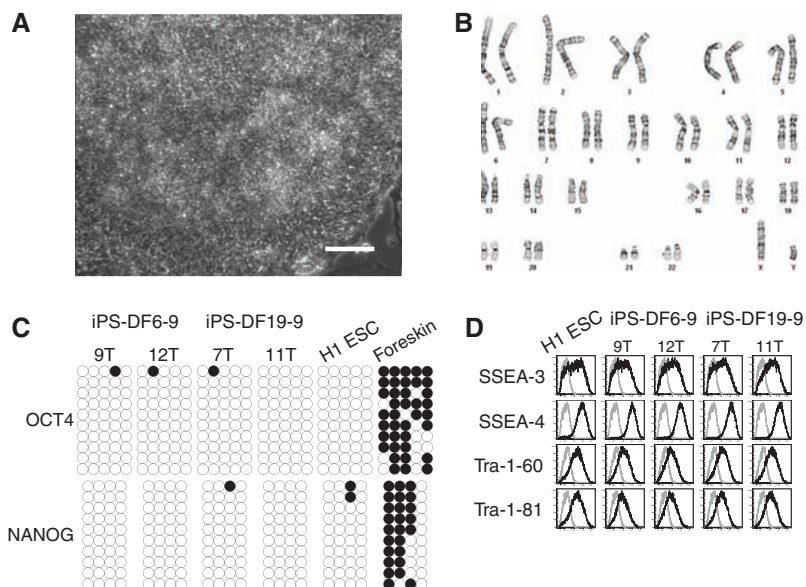 A
B
1 2 3 4 5
6 7 8 9 10 11 12
13 14 15 16 17 18
19 20 21 22 X Y
C
iPS-DF6-9 iPS-DF19-9
9T 12T 7T 11T H1 ESC Foreskin
OCT4
NANOG
D
H1 ESC iPS-DF6-9 iPS-DF19-9
9T 12T 7T 11T
SSEA-3
SSEA-4
Tra-1-60
Tra-1-81